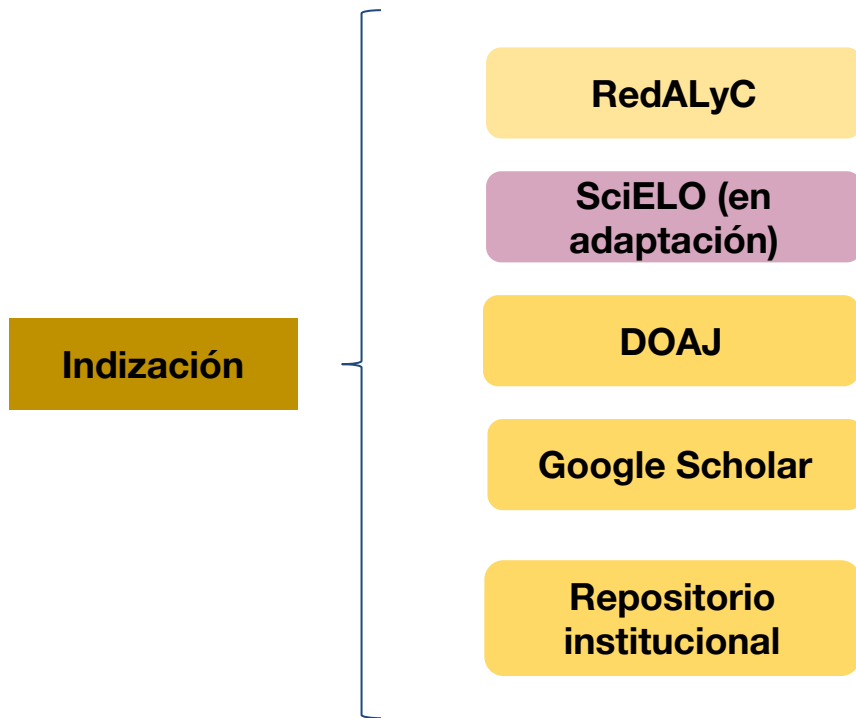 RedALyC
SciELO (en
adaptación)
DOAJ
Indización
Google Scholar
Repositorio
institucional